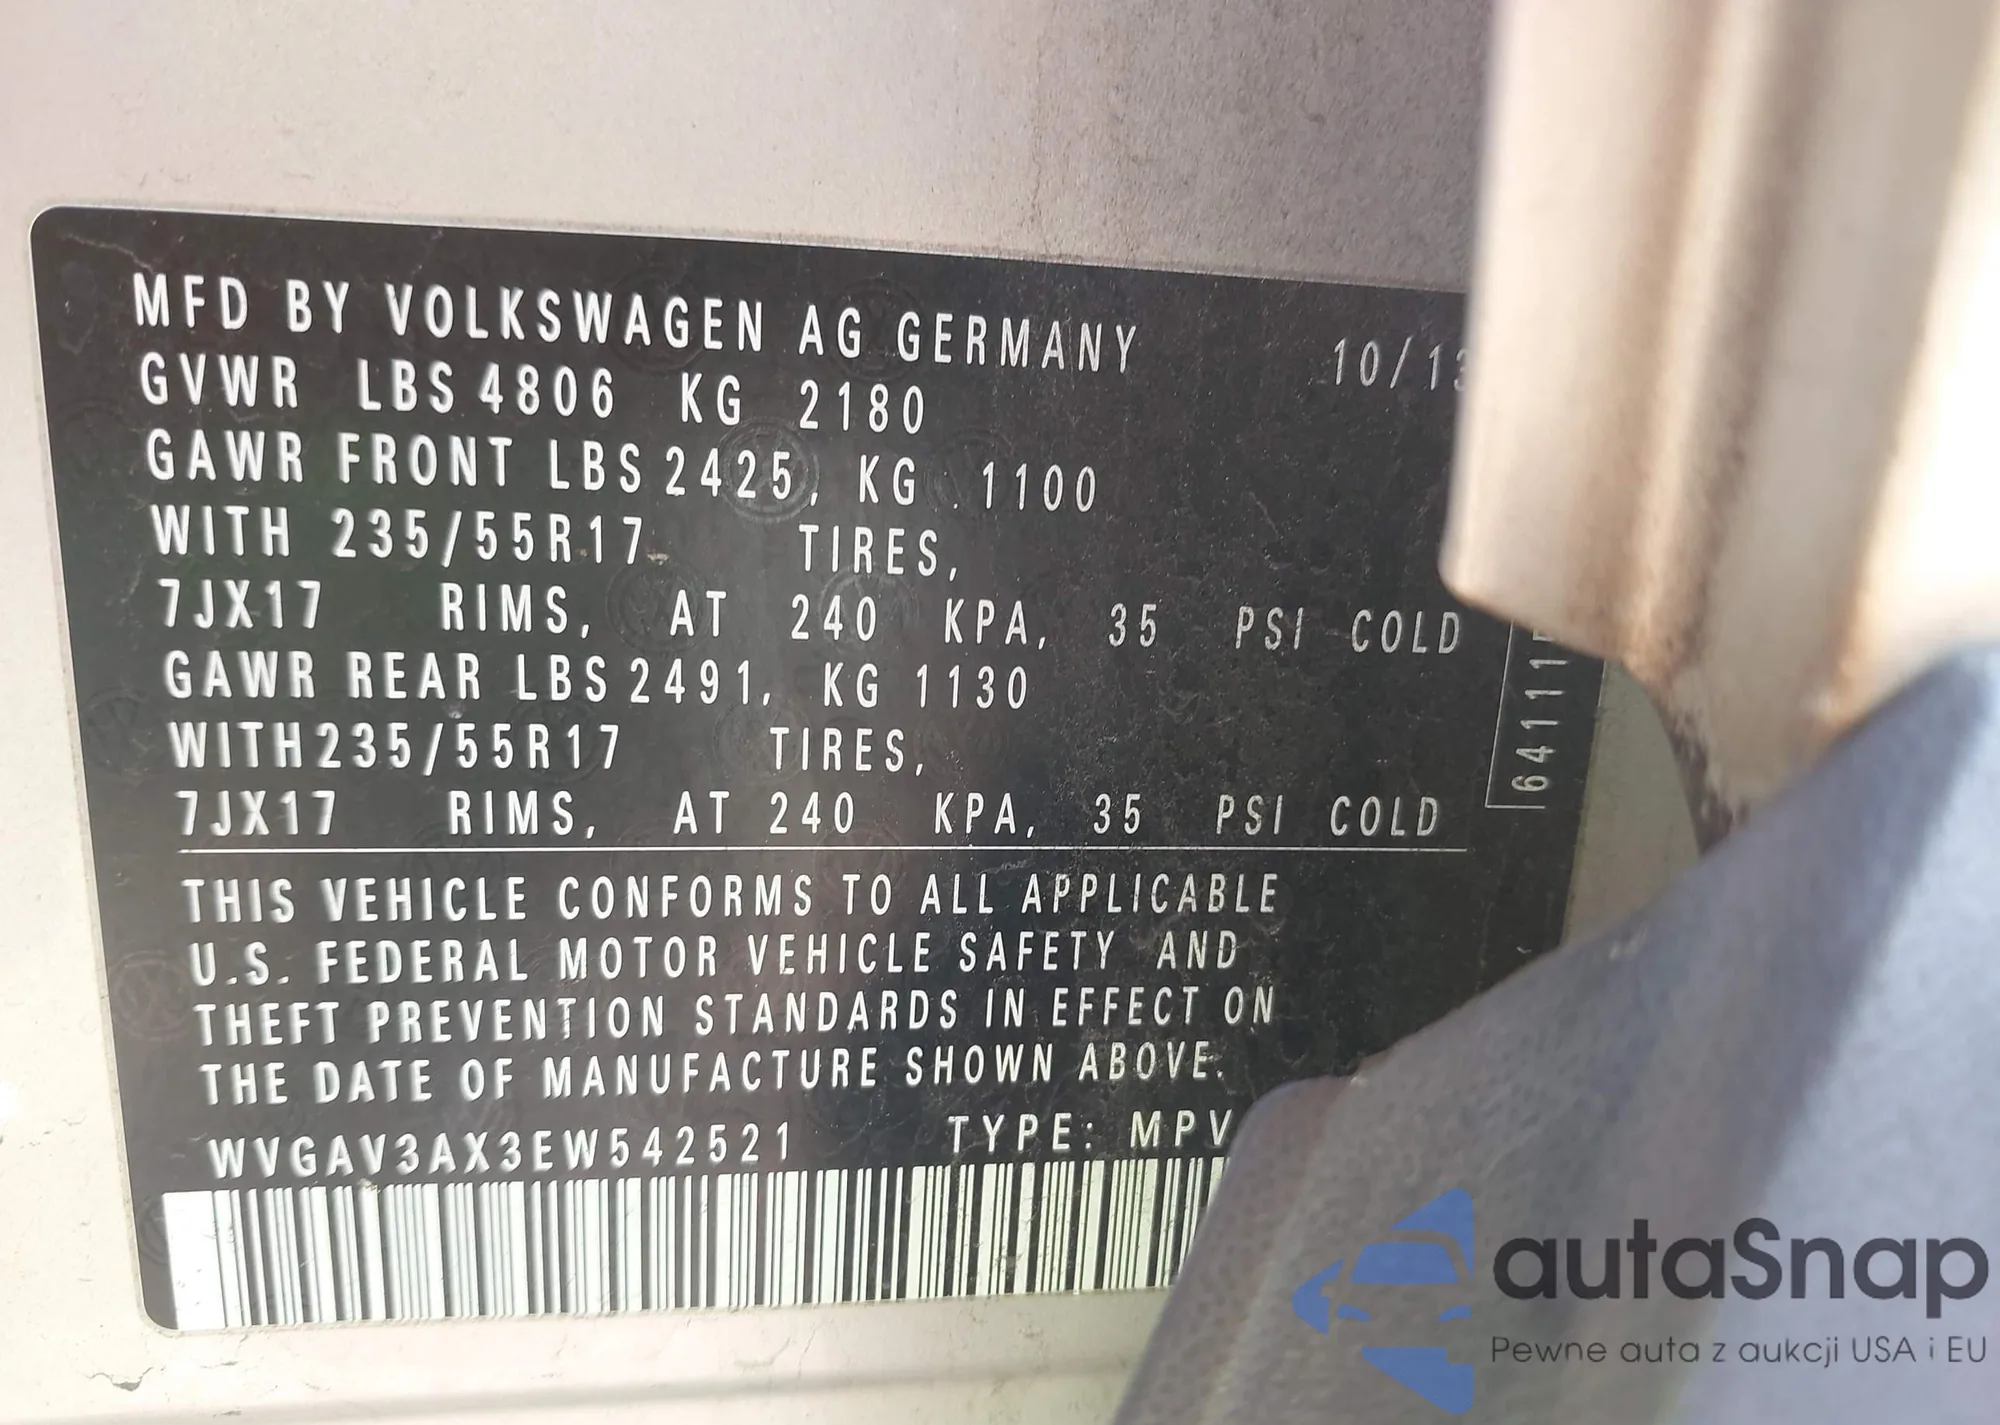 MFD BY VOLKSWAGEN AG GERMANY 10/13
GVWR LBS 4806 KG 2180
GAWR FRONT LBS 2425, KG 1100
WITH 235/55R17 TIRES,
7JX17 RIMS, AT 240 KPA, 35 PSI COLD
GAWR REAR LBS 2491, KG 1130
WITH235/55R17 TIRES,
7JX17 RIMS, AT 240 KPA, 35 PSI COLD
THIS VEHICLE CONFORMS TO ALL APPLICABLE
U.S. FEDERAL MOTOR VEHICLE SAFETY AND
THEFT PREVENTION STANDARDS IN EFFECT ON
THE DATE OF MANUFACTURE SHOWN ABOVE.
WVGAV3AX3EW542521 TYPE: MPV
autaSnap
Pewne auta z aukcji USA i EU